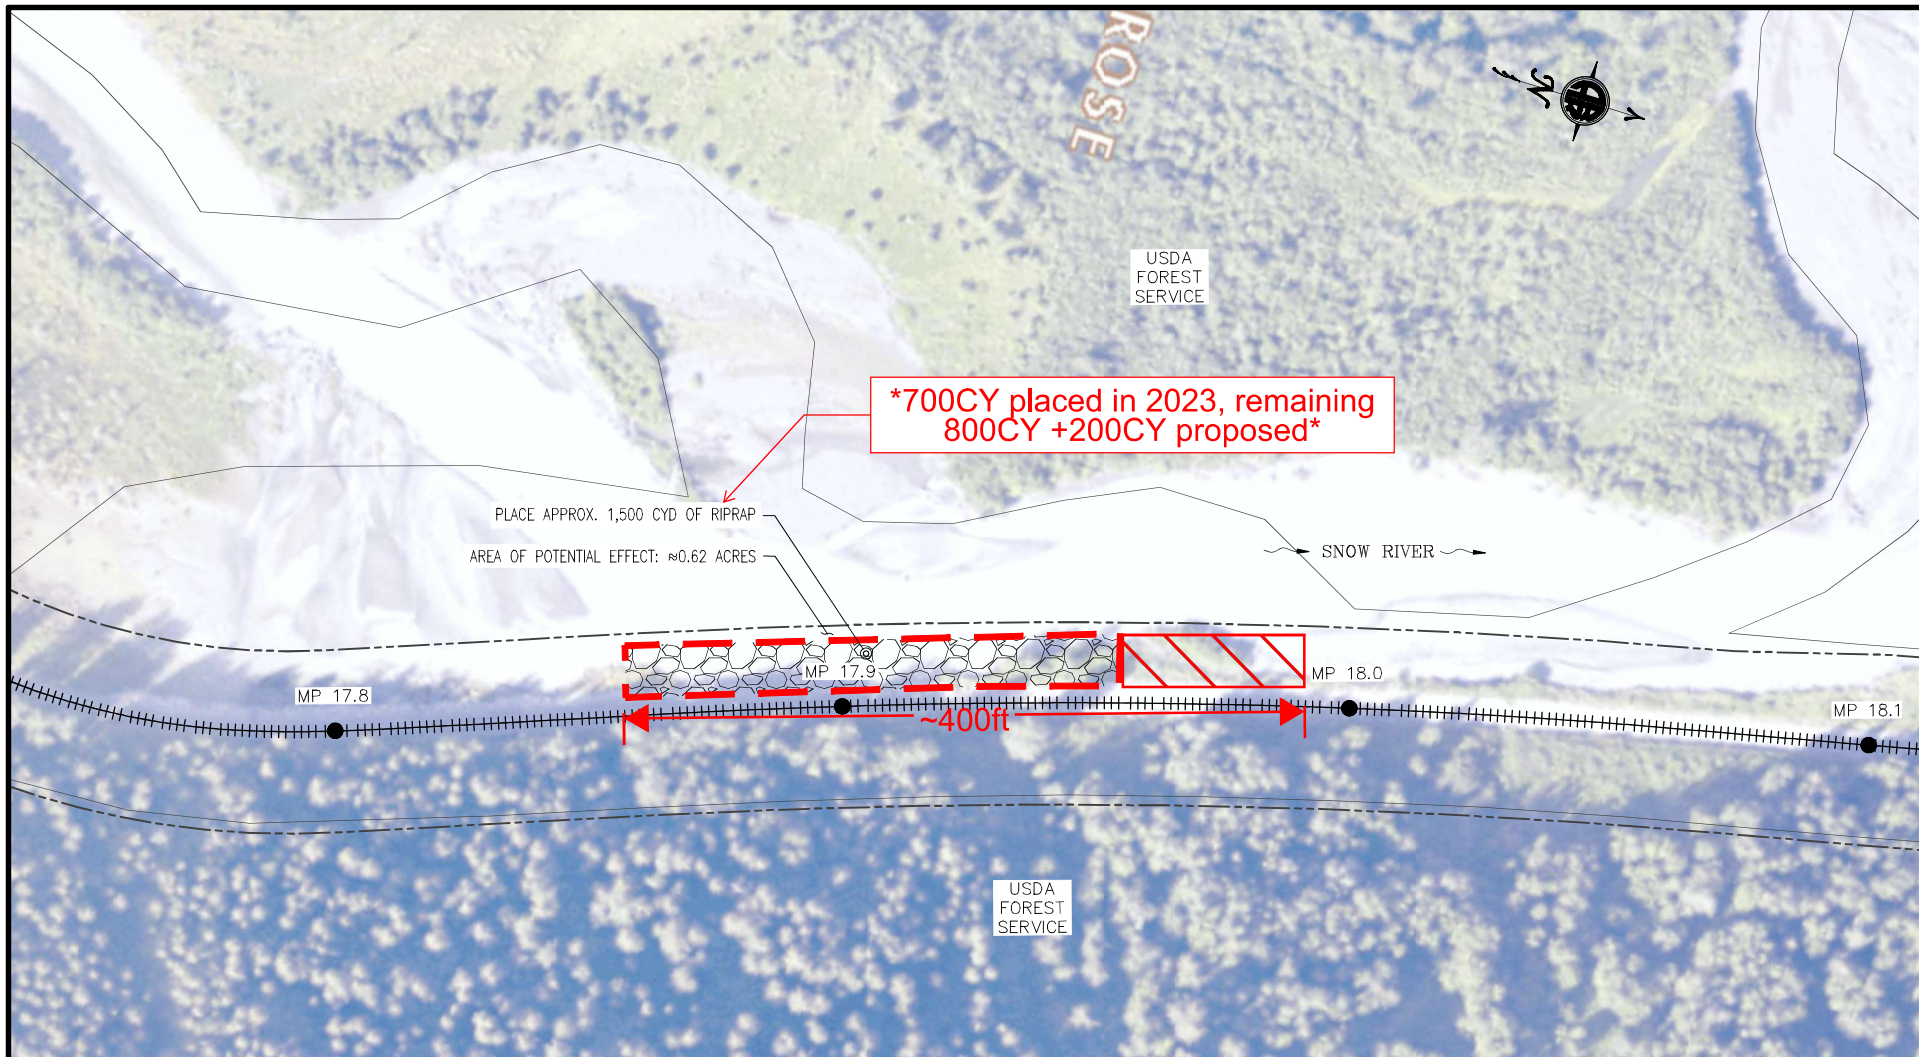 ROSE
N
USDA
FOREST
SERVICE
*700CY placed in 2023, remaining
800CY +200CY proposed*
PLACE APPROX. 1,500 CYD OF RIPRAP
AREA OF POTENTIAL EFFECT: ≈0.62 ACRES
SNOW RIVER
MP 17.8
MP 17.9
MP 18.0
MP 18.1
~400ft
USDA
FOREST
SERVICE